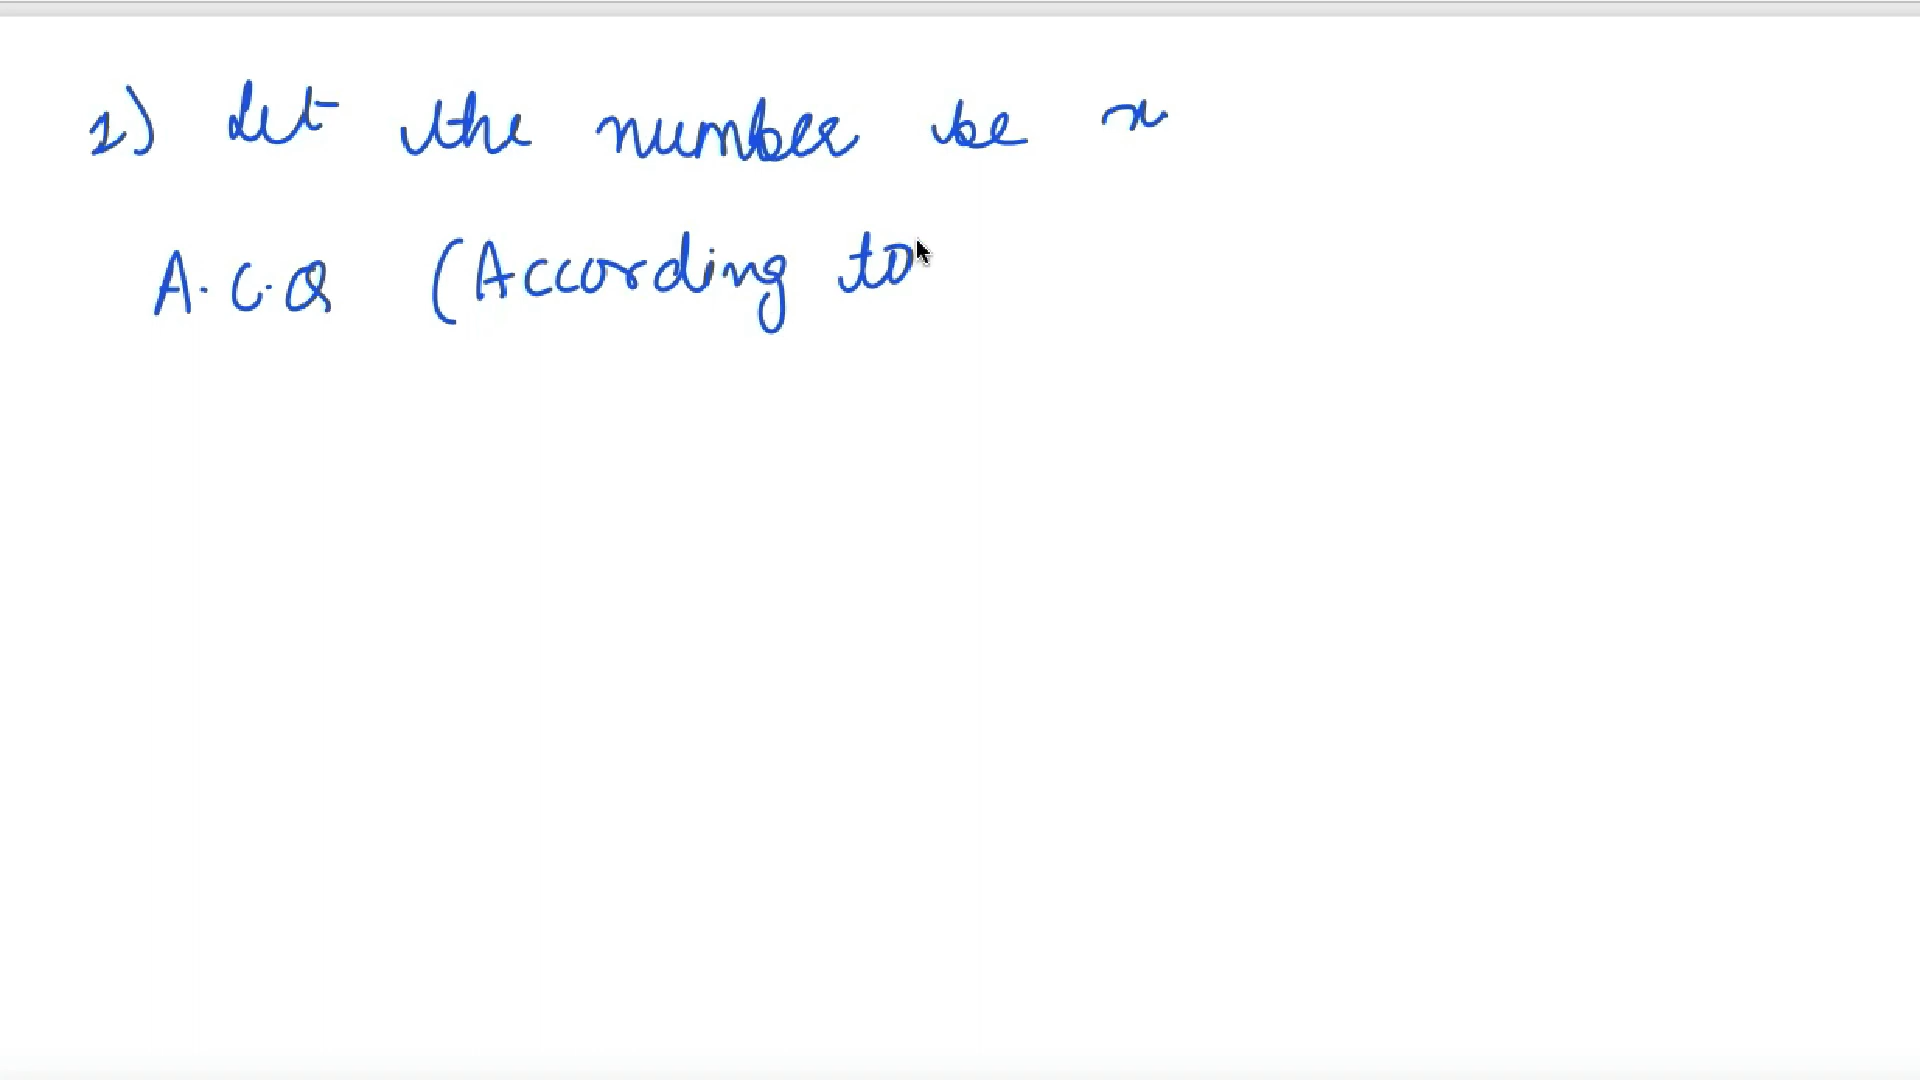 1) Let the number be x
A.C.Q (According to